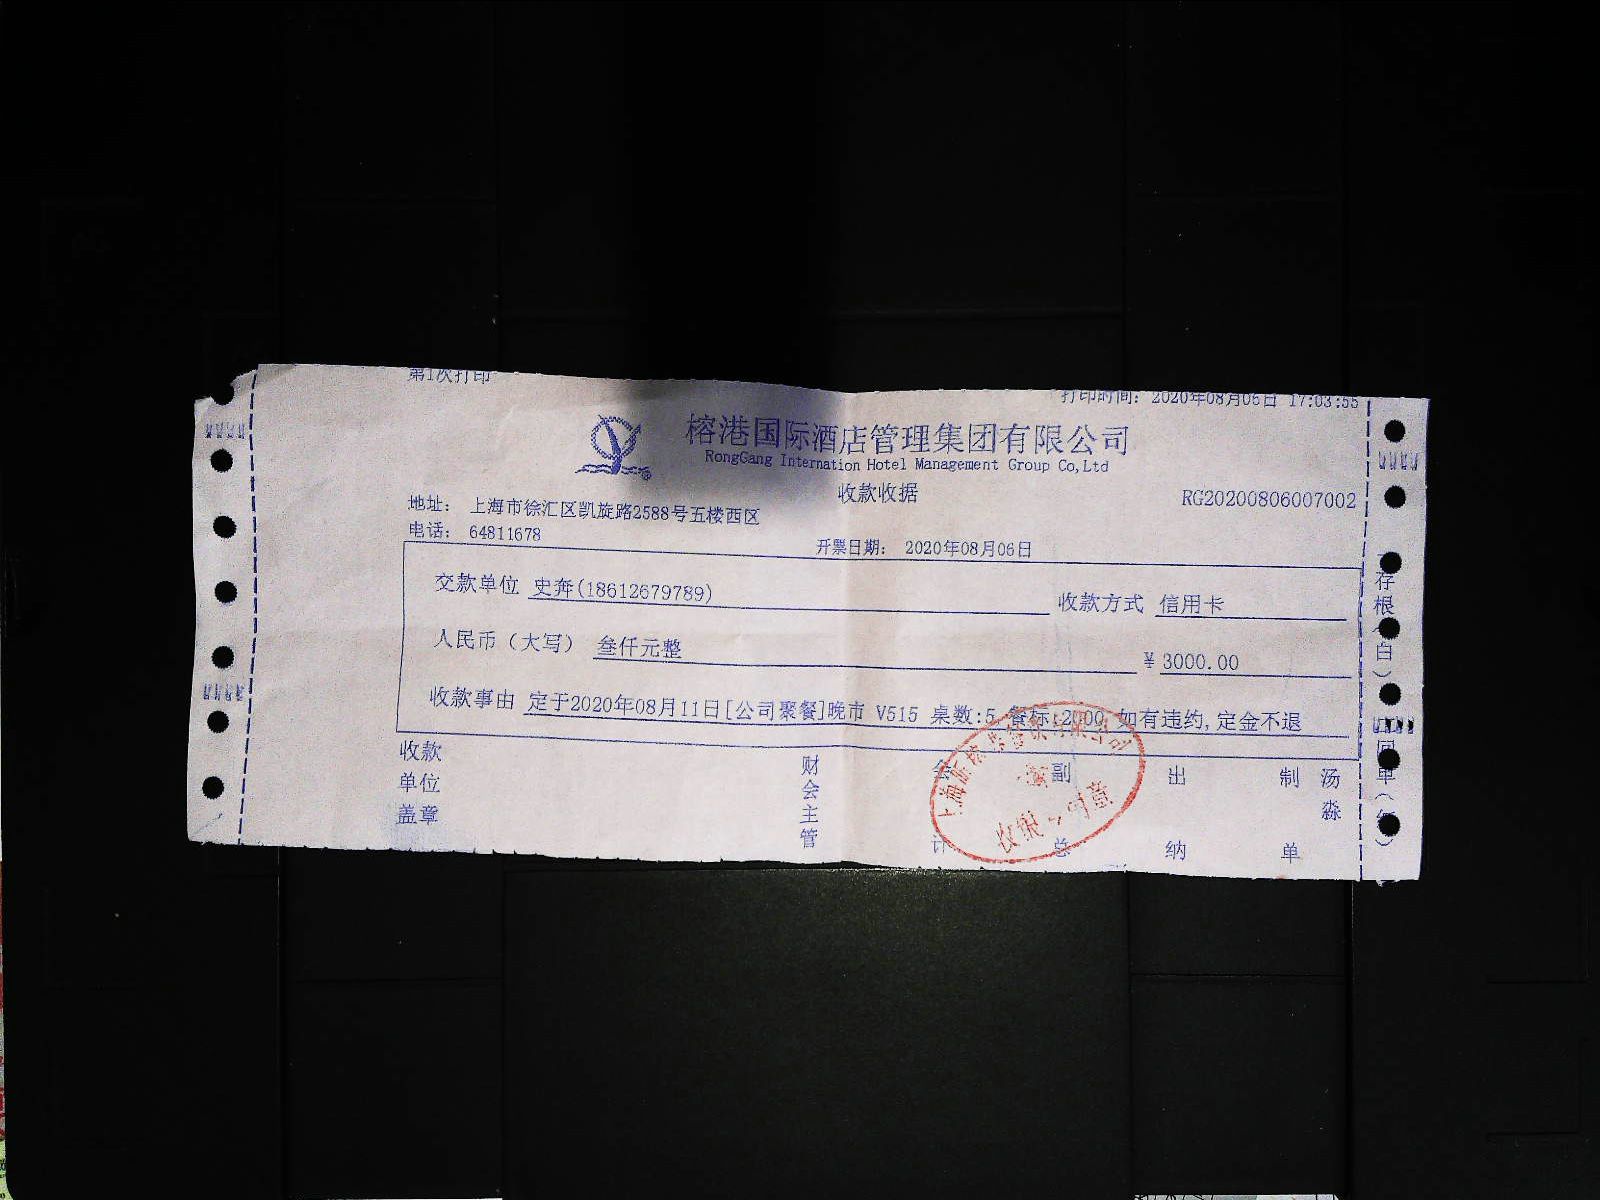 第1次打印
打印时间: 2020年08月06日 17:03:55
榕港国际酒店管理集团有限公司
RongGang Internation Hotel Management Group Co,Ltd
收款收据
RG20200806007002
地址: 上海市徐汇区凯旋路2588号五楼西区
电话: 64811678
开票日期: 2020年08月06日
交款单位 史奔(18612679789) 收款方式 信用卡
人民币（大写） 叁仟元整 ¥ 3000.00
收款事由 定于2020年08月11日[公司聚餐]晚市 V515 桌数:5 餐标:2000 如有违约,定金不退
收款单位盖章
财会主管
会计
副总
出纳
制单
汤淼
存根(白)